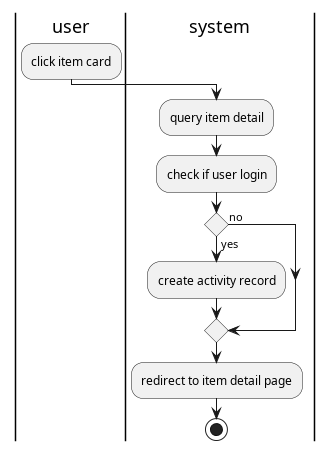 user
system
click item card
query item detail
check if user login
no
yes
create activity record
redirect to item detail page